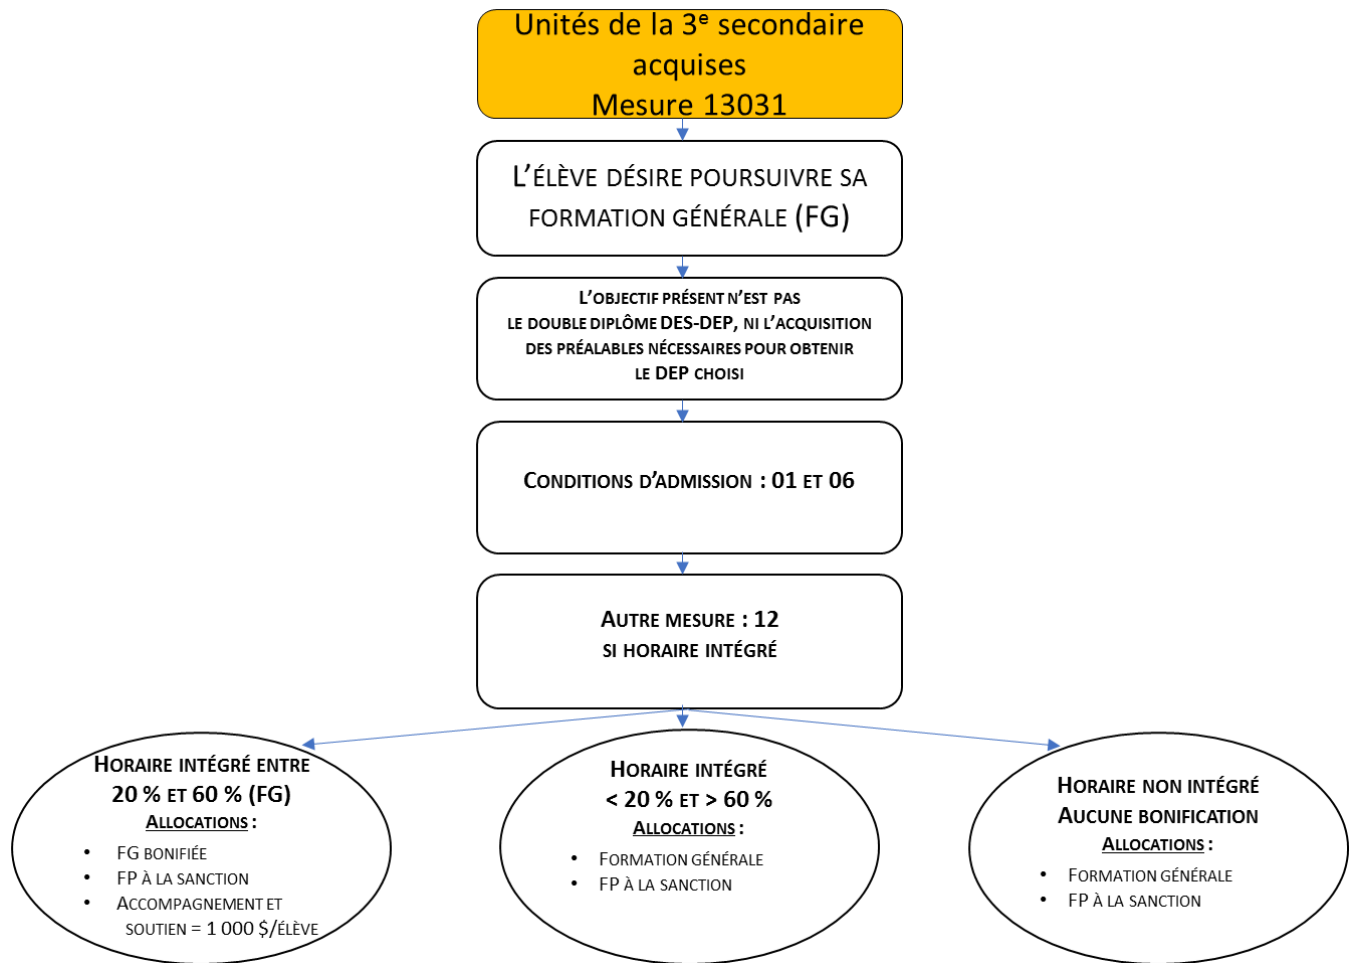 Unités de la 3e secondaire
acquises
Mesure 13031
L'ÉLÈVE DÉSIRE POURSUIVRE SA
FORMATION GÉNÉRALE (FG)
L'OBJECTIF PRÉSENT N'EST PAS
LE DOUBLE DIPLÔME DES-DEP, NI L'ACQUISITION
DES PRÉALABLES NÉCESSAIRES POUR OBTENIR
LE DEP CHOISI
CONDITIONS D'ADMISSION : 01 ET 06
AUTRE MESURE : 12
SI HORAIRE INTÉGRÉ
HORAIRE INTÉGRÉ ENTRE
20 % ET 60 % (FG)
ALLOCATIONS :
• FG BONIFIÉE
• FP À LA SANCTION
• ACCOMPAGNEMENT ET
SOUTIEN = 1 000 $/ÉLÈVE
HORAIRE INTÉGRÉ
< 20 % ET > 60 %
ALLOCATIONS :
• FORMATION GÉNÉRALE
• FP À LA SANCTION
HORAIRE NON INTÉGRÉ
AUCUNE BONIFICATION
ALLOCATIONS :
• FORMATION GÉNÉRALE
• FP À LA SANCTION